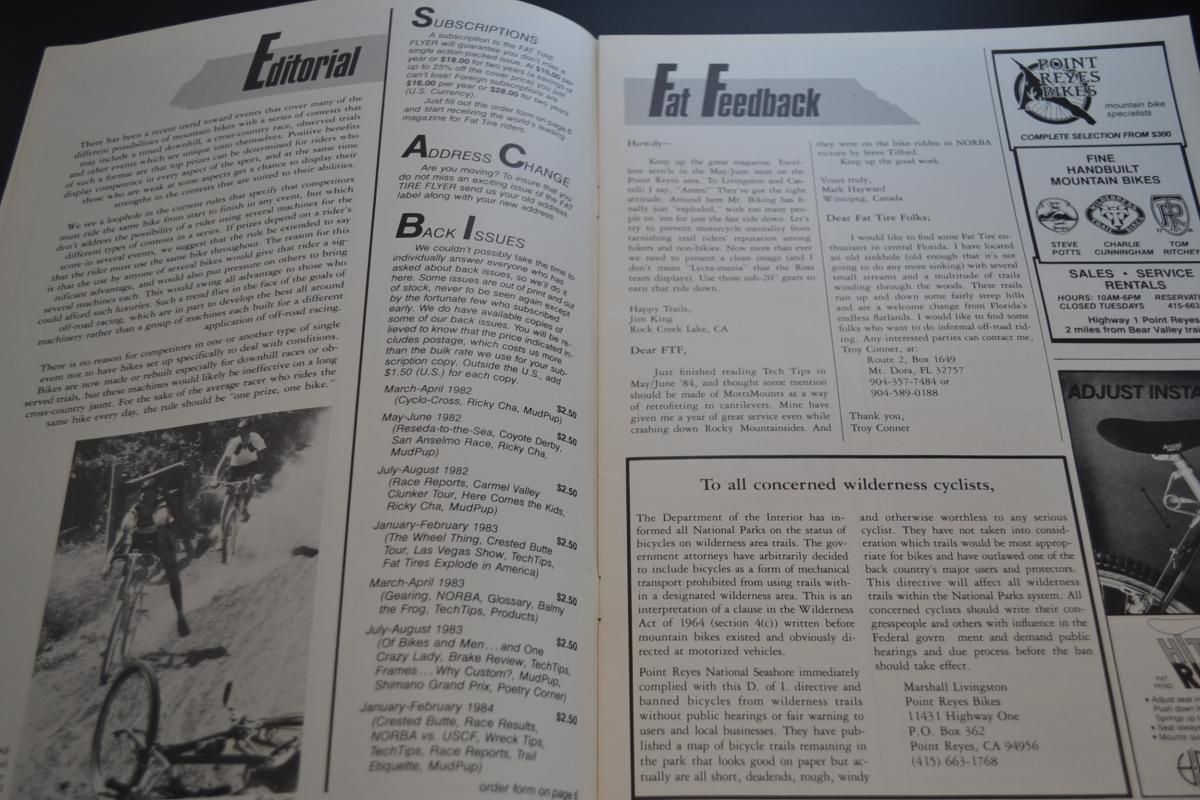 Editorial
There has been a recent trend toward events that cover many of the
different possibilities of mountain bikes with a series of contests that
may include a timed downhill, a cross-country race, observed trials
and other events which are unique unto themselves. Positive benefits
of such a format are that top prizes can be determined for riders who
display competence in every aspect of the sport, and at the same time
those who are weak at some aspects get a chance to display their
strengths in the contests that are suited to their abilities.
We see a loophole in the current rules that specify that competitors
must ride the same bike from start to finish in any event, but which
don't address the possibility of a rider using several machines for the
different types of contests in a series. If prizes depend on a rider's
score in several events, we suggest that the rule be extended to say
that the rider must use the same bike throughout. The reason for this
is that the use by anyone of several bikes would give that rider a sig-
nificant advantage, and would also put pressure on others to bring
several machines each. This would swing all advantage to those who
could afford such luxuries. Such a trend flies in the face of the goals of
off-road racing, which are in part to develop the best all around
machinery rather than a group of machines each built for a different
application of off-road racing.
There is no reason for competitors in one or another type of single
event not to have bikes set up specifically to deal with conditions.
Bikes are now made or rebuilt especially for downhill races or ob-
served trials, but these machines would likely be ineffective on a long
cross-country jaunt. For the sake of the average racer who rides the
same bike every day, the rule should be "one prize, one bike."
SUBSCRIPTIONS
A subscription to the FAT TIRE
FLYER will guarantee you don't miss a
single action-packed issue. At $10.00 per
year or $18.00 for two years (a savings of
up to 25% off the cover price) you just
can't lose! Foreign subscriptions are
$16.00 per year or $28.00 for two years
(U.S. Currency).
Just fill out the order form on page 6
and start receiving the world's leading
magazine for Fat Tire riders.
ADDRESS CHANGE
Are you moving? To insure that you
do not miss an exciting issue of the FAT
TIRE FLYER send us your old address
label along with your new address.
BACK ISSUES
We couldn't possibly take the time to
individually answer everyone who has
asked about back issues, so we'll do it
here. Some issues are out of print and out
of stock, never to be seen again except
by the fortunate few who subscribed
early. We do have available copies of
some of our back issues. You will be re-
lieved to know that the price indicated in-
cludes postage, which costs us more
than the bulk rate we use for your sub-
scription copy. Outside the U.S., add
$1.50 (U.S.) for each copy.
March-April 1982 $2.50
(Cyclo-Cross, Ricky Cha, MudPup)
May-June 1982 $2.50
(Reseda-to-the-Sea, Coyote Derby,
San Anselmo Race, Ricky Cha,
MudPup)
July-August 1982 $2.50
(Race Reports, Carmel Valley
Clunker Tour, Here Comes the Kids,
Ricky Cha, MudPup)
January-February 1983 $2.50
(The Wheel Thing, Crested Butte
Tour, Las Vegas Show, TechTips,
Fat Tires Explode in America)
March-April 1983 $2.50
(Gearing, NORBA, Glossary, Balmy
the Frog, TechTips, Products)
July-August 1983 $2.50
(Of Bikes and Men...and One
Crazy Lady, Brake Review, TechTips,
Frames...Why Custom?, MudPup,
Shimano Grand Prix, Poetry Corner)
January-February 1984 $2.50
(Crested Butte, Race Results,
NORBA vs. USCF, Wreck Tips,
TechTips, Race Reports, Trail
Etiquette, MudPup)
order form on page 6
Fat Feedback
Howdy--
Keep up the great magazine. Excel-
lent article in the May/June issue on the
Point Reyes area. To Livingston and Cas-
relli I say, "Amen!" They've got the right
attitude. Around here Mt. Biking has fi-
nally just "exploded," with too many peo-
ple on 'em for just the fast ride down. Let's
try to prevent motorcycle mentality from
tarnishing trail riders' reputation among
hikers and non-bikies. Now more than ever
we need to present a clean image (and I
don't mean "Lycra-mania" that the Ross
team displays). Use those sub-20" gears to
earn that ride down.
Happy Trails,
Jim King
Rock Creek Lake, CA
Dear FTF,
Just finished reading Tech Tips in
May/June '84, and thought some mention
should be made of MottsMounts as a way
of retrofitting to cantilevers. Mine have
given me a year of great service even while
crashing down Rocky Mountainsides. And
they were on the bike ridden to NORBA
victory by Steve Tilford.
Keep up the good work.
Yours truly,
Mark Hayward
Winnipeg, Canada
Dear Fat Tire Folks;
I would like to find some Fat Tire en-
thusiasts in central Florida. I have located
an old sinkhole (old enough that it's not
going to do any more sinking) with several
small streams and a multitude of trails
winding through the woods. These trails
run up and down some fairly steep hills
and are a welcome change from Florida's
endless flatlands. I would like to find some
folks who want to do informal off-road rid-
ing. Any interested parties can contact me,
Troy Conner, at:
Route 2, Box 1649
Mt. Dora, FL 32757
904-357-7484 or
904-589-0188
Thank you,
Troy Conner
To all concerned wilderness cyclists,
The Department of the Interior has in-
formed all National Parks on the status of
bicycles on wilderness area trails. The gov-
ernment attorneys have arbitrarily decided
to include bicycles as a form of mechanical
transport prohibited from using trails with-
in a designated wilderness area. This is an
interpretation of a clause in the Wilderness
Act of 1964 (section 4(c)) written before
mountain bikes existed and obviously di-
rected at motorized vehicles.
Point Reyes National Seashore immediately
complied with this D. of I. directive and
banned bicycles from wilderness trails
without public hearings or fair warning to
users and local businesses. They have pub-
lished a map of bicycle trails remaining in
the park that looks good on paper but ac-
tually are all short, deadends, rough, windy
and otherwise worthless to any serious
cyclist. They have not taken into consid-
eration which trails would be most approp-
riate for bikes and have outlawed one of the
back country's major users and protectors.
This directive will affect all wilderness
trails within the National Parks system. All
concerned cyclists should write their con-
gresspeople and others with influence in the
Federal govrn ment and demand public
hearings and due process before the ban
should take effect.
Marshall Livingston
Point Reyes Bikes
11431 Highway One
P.O. Box 362
Point Reyes, CA 94956
(415) 663-1768
POINT
REYES
BIKES
mountain bike
specialists
COMPLETE SELECTION FROM $300
FINE
HANDBUILT
MOUNTAIN BIKES
STEVE
POTTS
CHARLIE
CUNNINGHAM
TOM
RITCHEY
SALES • SERVICE
RENTALS
HOURS: 10AM-6PM
CLOSED TUESDAYS
RESERVAT
415-663
Highway 1 Point Reyes
2 miles from Bear Valley tra
ADJUST INSTA
HIT
R
PAT.
PEND.
• Adjust seat i
Push down
Springs up
• Seat always
• Mounts qu